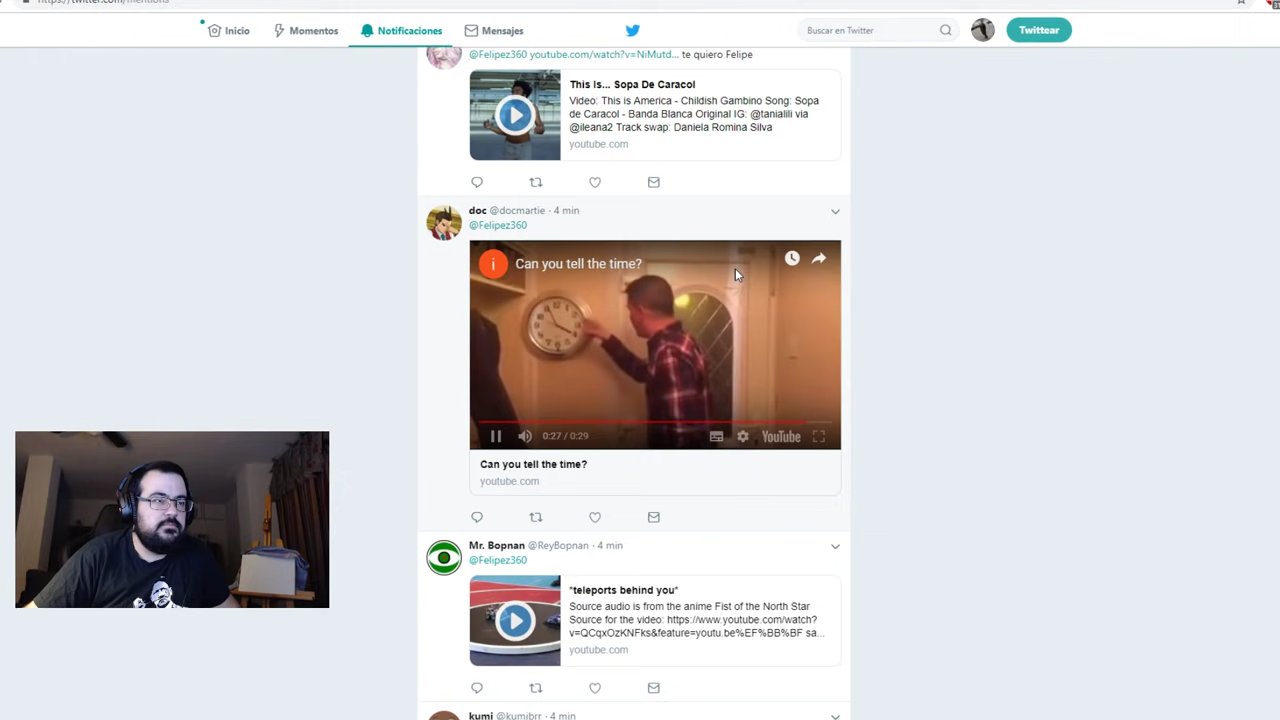 https://twitter.com/mentions
Inicio
Momentos
Notificaciones
Mensajes
Buscar en Twitter
Twittear
@Felipez360 youtube.com/watch?v=NiMutd... te quiero Felipe
This Is... Sopa De Caracol
Video: This is America - Childish Gambino Song: Sopa
de Caracol - Banda Blanca Original IG: @tanialili via
@ileana2 Track swap: Daniela Romina Silva
youtube.com
doc @docmartie · 4 min
@Felipez360
i
Can you tell the time?
0:27 / 0:29
YouTube
Can you tell the time?
youtube.com
Mr. Bopnan @ReyBopnan · 4 min
@Felipez360
*teleports behind you*
Source audio is from the anime Fist of the North Star
Source for the video: https://www.youtube.com/watch?
v=QCqxOzKNFks&feature=youtu.be%EF%BB%BF sa...
youtube.com
kumi @kumibrr · 4 min